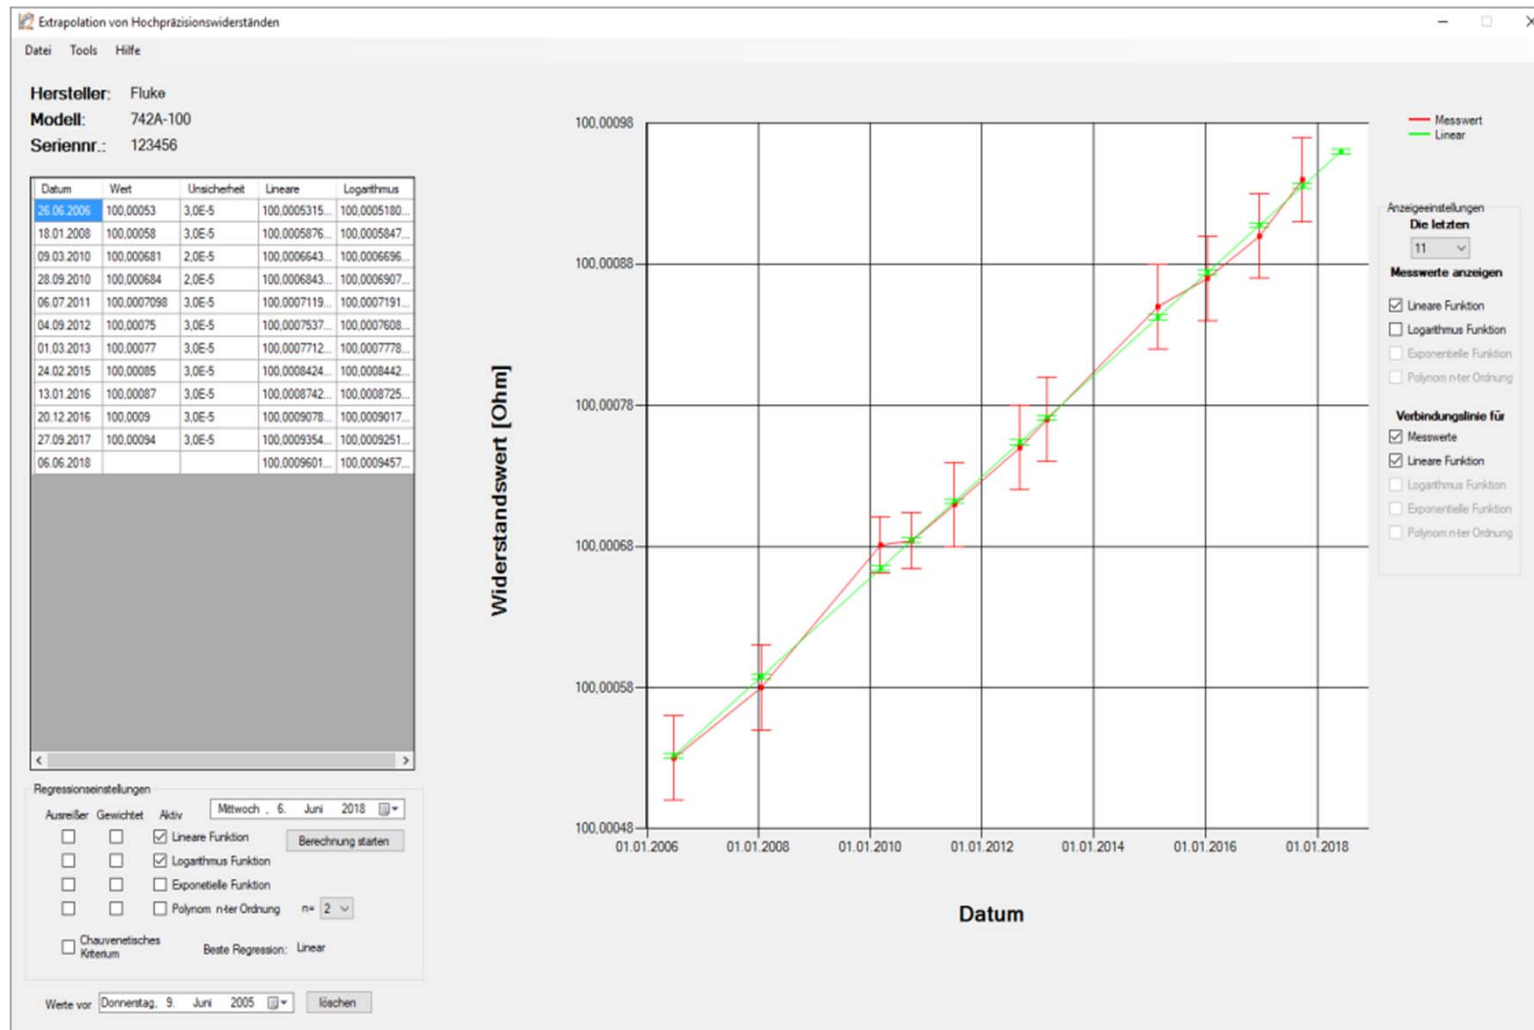 Extrapolation von Hochpräzisionswiderständen
Datei Tools Hilfe
Hersteller: Fluke
Modell: 742A-100
Seriennr.: 123456
Datum Wert Unsicherheit Lineare Logarithmus
26.06.2006 100,00053 3,0E-5 100,0005315... 100,0005180...
18.01.2008 100,00058 3,0E-5 100,0005876... 100,0005847...
09.03.2010 100,000681 2,0E-5 100,0006643... 100,0006696...
28.09.2010 100,000684 2,0E-5 100,0006843... 100,0006907...
06.07.2011 100,0007098 3,0E-5 100,0007119... 100,0007191...
04.09.2012 100,00075 3,0E-5 100,0007537... 100,0007608...
01.03.2013 100,00077 3,0E-5 100,0007712... 100,0007778...
24.02.2015 100,00085 3,0E-5 100,0008424... 100,0008442...
13.01.2016 100,00087 3,0E-5 100,0008742... 100,0008725...
20.12.2016 100,0009 3,0E-5 100,0009078... 100,0009017...
27.09.2017 100,00094 3,0E-5 100,0009354... 100,0009251...
06.06.2018 100,0009601... 100,0009457...
Regressionseinstellungen
Ausreißer Gewichtet Aktiv
Mittwoch , 6. Juni 2018
Lineare Funktion
Berechnung starten
Logarithmus Funktion
Exponetielle Funktion
Polynom n-ter Ordnung n= 2
Chauvenetisches
Kriterium
Beste Regression: Linear
Werte vor Donnerstag, 9. Juni 2005 löschen
Widerstandswert [Ohm]
100,00098
100,00088
100,00078
100,00068
100,00058
100,00048
01.01.2006 01.01.2008 01.01.2010 01.01.2012 01.01.2014 01.01.2016 01.01.2018
Datum
Messwert
Linear
Anzeigeeinstellungen
Die letzten
11
Messwerte anzeigen
Lineare Funktion
Logarithmus Funktion
Exponentielle Funktion
Polynom n-ter Ordnung
Verbindungslinie für
Messwerte
Lineare Funktion
Logarithmus Funktion
Exponentielle Funktion
Polynom n-ter Ordnung